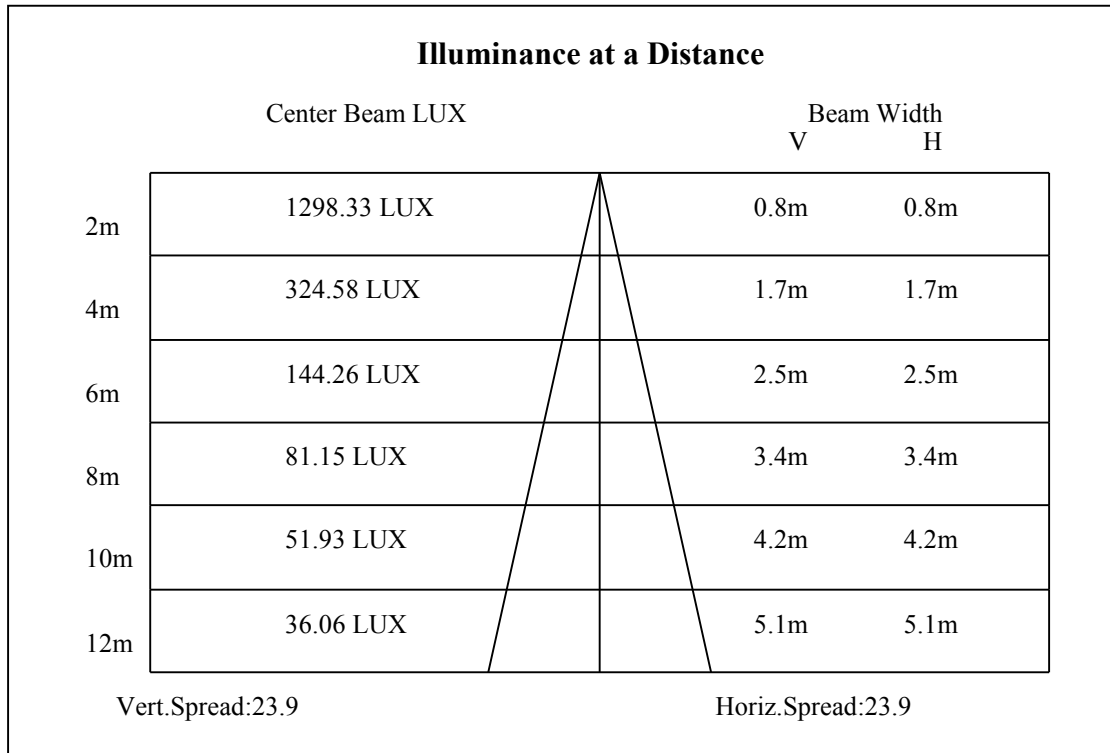 Illuminance at a Distance
Center Beam LUX Beam Width
V H
2m 1298.33 LUX 0.8m 0.8m
4m 324.58 LUX 1.7m 1.7m
6m 144.26 LUX 2.5m 2.5m
8m 81.15 LUX 3.4m 3.4m
10m 51.93 LUX 4.2m 4.2m
12m 36.06 LUX 5.1m 5.1m
Vert.Spread:23.9 Horiz.Spread:23.9